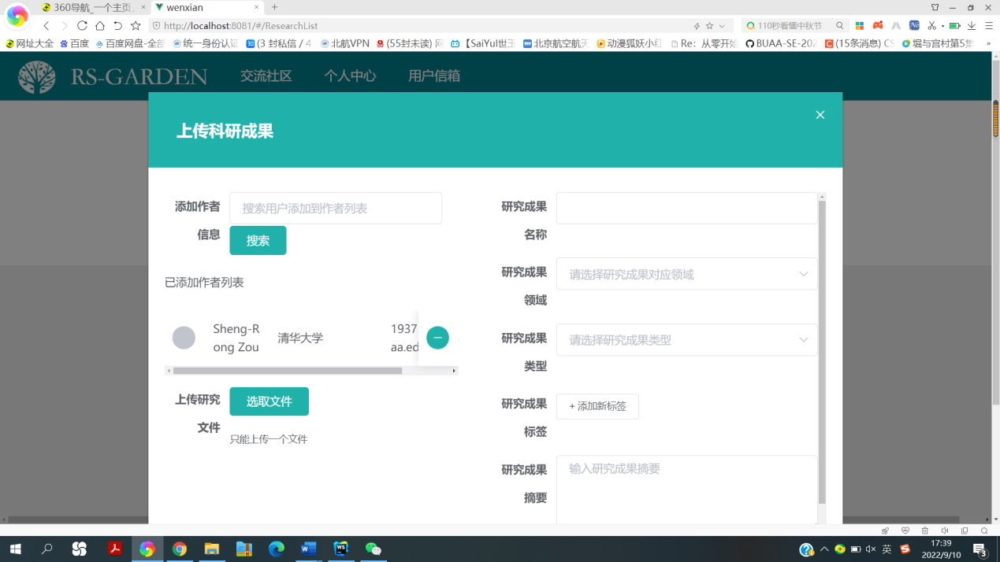 360导航_一个主页,
wenxian
http://localhost:8081/#/ResearchList
110秒看懂中秋节
网址大全
百度
百度网盘-全部
统一身份认证
(3 封私信 / 4
北航VPN
(55封未读)
【SaiYul世
北京航空航天
动漫狐妖小红
Re：从零开始
BUAA-SE-202
(15条消息) CS
堀与宫村第5集
»
RS-GARDEN
交流社区
个人中心
用户信箱
上传科研成果
添加作者
信息
搜索用户添加到作者列表
搜索
已添加作者列表
Sheng-R
ong Zou
清华大学
1937
aa.ed
上传研究
文件
选取文件
只能上传一个文件
研究成果
名称
研究成果
领域
请选择研究成果对应领域
研究成果
类型
请选择研究成果类型
研究成果
标签
+ 添加新标签
研究成果
摘要
输入研究成果摘要
英
17:39
2022/9/10
3